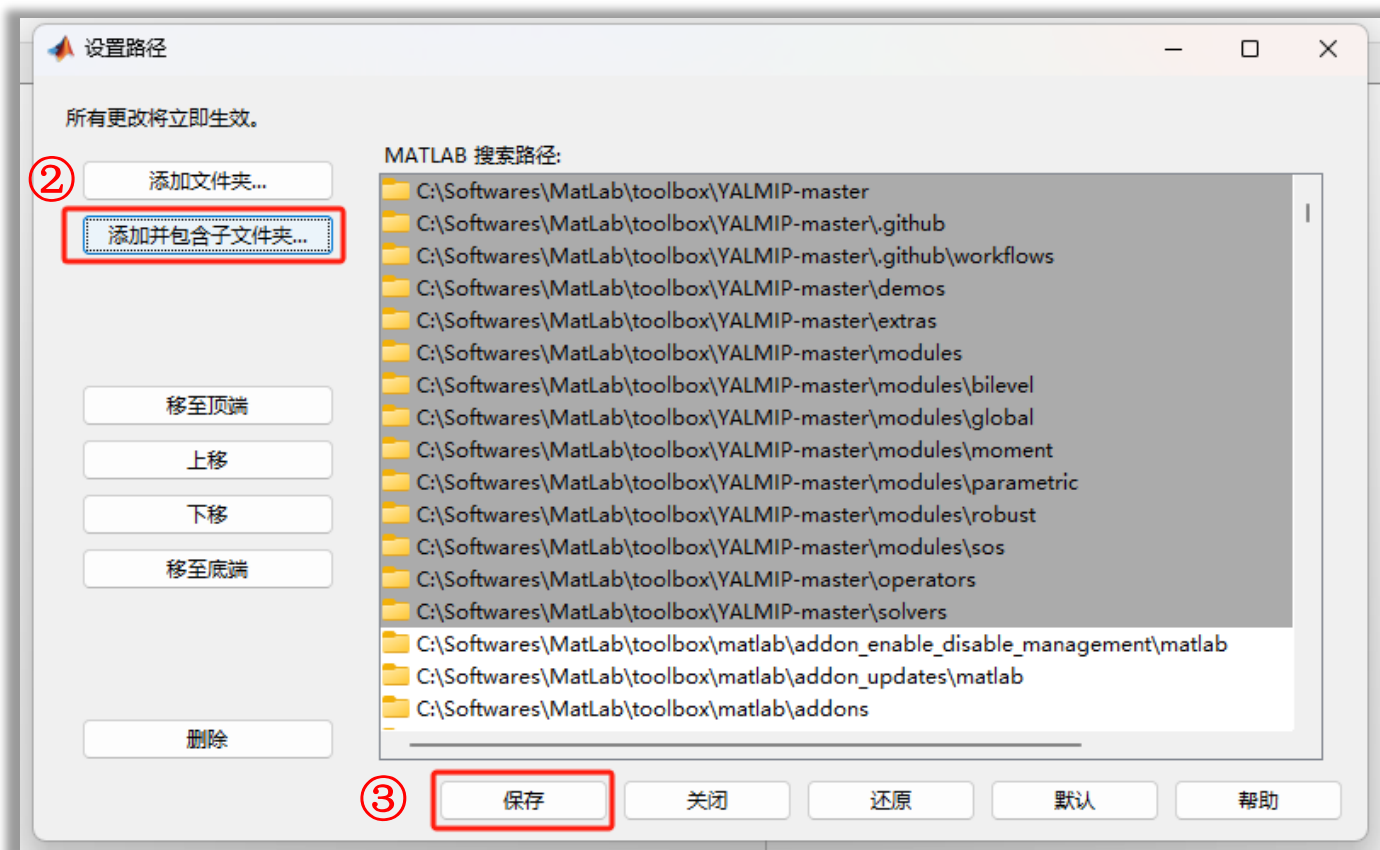 设置路径
所有更改将立即生效。
②
添加文件夹...
添加并包含子文件夹...
移至顶端
上移
下移
移至底端
删除
MATLAB 搜索路径:
C:\Softwares\MatLab\toolbox\YALMIP-master
C:\Softwares\MatLab\toolbox\YALMIP-master\.github
C:\Softwares\MatLab\toolbox\YALMIP-master\.github\workflows
C:\Softwares\MatLab\toolbox\YALMIP-master\demos
C:\Softwares\MatLab\toolbox\YALMIP-master\extras
C:\Softwares\MatLab\toolbox\YALMIP-master\modules
C:\Softwares\MatLab\toolbox\YALMIP-master\modules\bilevel
C:\Softwares\MatLab\toolbox\YALMIP-master\modules\global
C:\Softwares\MatLab\toolbox\YALMIP-master\modules\moment
C:\Softwares\MatLab\toolbox\YALMIP-master\modules\parametric
C:\Softwares\MatLab\toolbox\YALMIP-master\modules\robust
C:\Softwares\MatLab\toolbox\YALMIP-master\modules\sos
C:\Softwares\MatLab\toolbox\YALMIP-master\operators
C:\Softwares\MatLab\toolbox\YALMIP-master\solvers
C:\Softwares\MatLab\toolbox\matlab\addon_enable_disable_management\matlab
C:\Softwares\MatLab\toolbox\matlab\addon_updates\matlab
C:\Softwares\MatLab\toolbox\matlab\addons
③ 保存 关闭 还原 默认 帮助